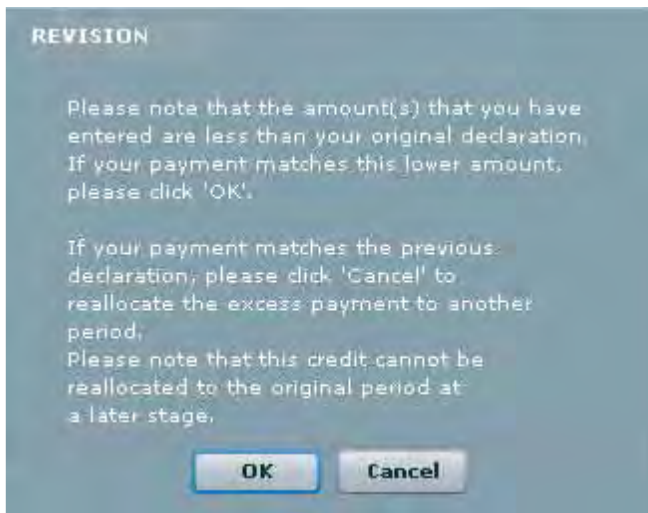 REVISION
Please note that the amount(s) that you have
entered are less than your original declaration.
If your payment matches this lower amount,
please click 'OK'.
If your payment matches the previous
declaration, please click 'Cancel' to
reallocate the excess payment to another
period.
Please note that this credit cannot be
reallocated to the original period at
a later stage.
OK
Cancel